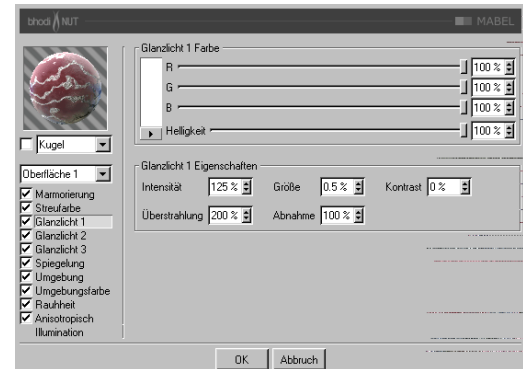 bhodi NUT
MABEL
Glanzlicht 1 Farbe
R 100 %
G 100 %
B 100 %
Helligkeit 100 %
Kugel
Oberfläche 1
Marmorierung
Streufarbe
Glanzlicht 1
Glanzlicht 2
Glanzlicht 3
Spiegelung
Umgebung
Umgebungsfarbe
Rauhheit
Anisotropisch
Illumination
Glanzlicht 1 Eigenschaften
Intensität 125 % Größe 0.5 % Kontrast 0 %
Überstrahlung 200 % Abnahme 100 %
OK Abbruch